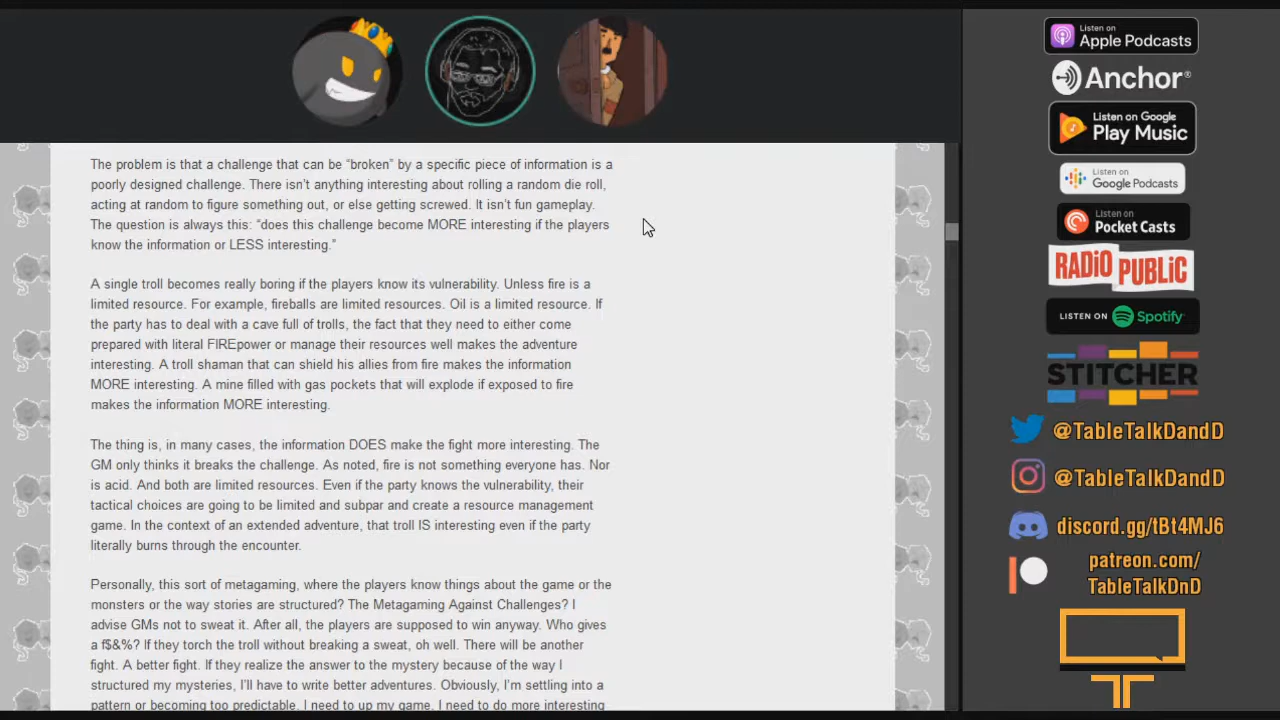 The problem is that a challenge that can be “broken” by a specific piece of information is a
poorly designed challenge. There isn’t anything interesting about rolling a random die roll,
acting at random to figure something out, or else getting screwed. It isn’t fun gameplay.
The question is always this: “does this challenge become MORE interesting if the players
know the information or LESS interesting.”
A single troll becomes really boring if the players know its vulnerability. Unless fire is a
limited resource. For example, fireballs are limited resources. Oil is a limited resource. If
the party has to deal with a cave full of trolls, the fact that they need to either come
prepared with literal FIREpower or manage their resources well makes the adventure
interesting. A troll shaman that can shield his allies from fire makes the information
MORE interesting. A mine filled with gas pockets that will explode if exposed to fire
makes the information MORE interesting.
The thing is, in many cases, the information DOES make the fight more interesting. The
GM only thinks it breaks the challenge. As noted, fire is not something everyone has. Nor
is acid. And both are limited resources. Even if the party knows the vulnerability, their
tactical choices are going to be limited and subpar and create a resource management
game. In the context of an extended adventure, that troll IS interesting even if the party
literally burns through the encounter.
Personally, this sort of metagaming, where the players know things about the game or the
monsters or the way stories are structured? The Metagaming Against Challenges? I
advise GMs not to sweat it. After all, the players are supposed to win anyway. Who gives
a f$&%? If they torch the troll without breaking a sweat, oh well. There will be another
fight. A better fight. If they realize the answer to the mystery because of the way I
structured my mysteries, I’ll have to write better adventures. Obviously, I’m settling into a
pattern or becoming too predictable. I need to up my game. I need to do more interesting
Listen on
Apple Podcasts
Anchor®
Listen on Google
Play Music
Listen on
Google Podcasts
Listen on
Pocket Casts
RADiO PUBLiC
LISTEN ON Spotify
STITCHER
@TableTalkDandD
@TableTalkDandD
discord.gg/tBt4MJ6
patreon.com/
TableTalkDnD